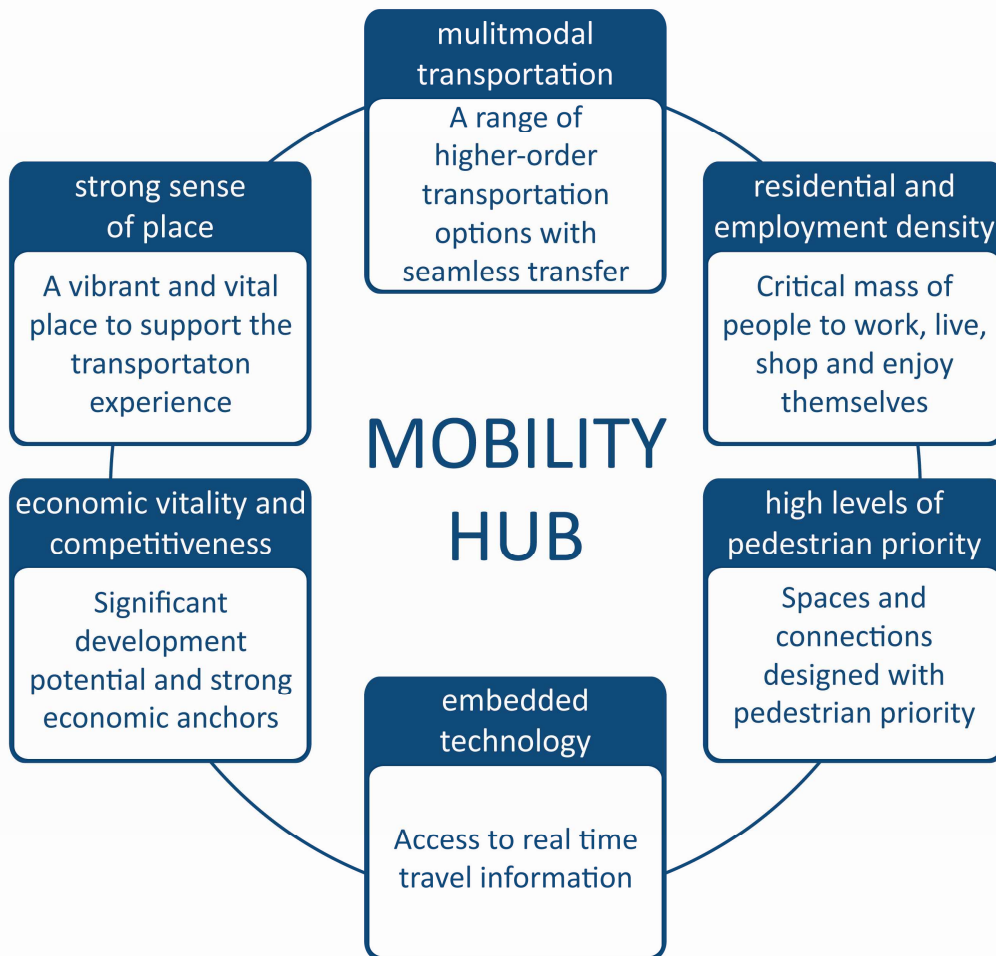 mulitmodal
transportation
A range of
higher-order
transportation
options with
seamless transfer
residential and
employment density
Critical mass of
people to work, live,
shop and enjoy
themselves
high levels of
pedestrian priority
Spaces and
connections
designed with
pedestrian priority
embedded
technology
Access to real time
travel information
economic vitality and
competitiveness
Significant
development
potential and strong
economic anchors
strong sense
of place
A vibrant and vital
place to support the
transportaton
experience
MOBILITY
HUB